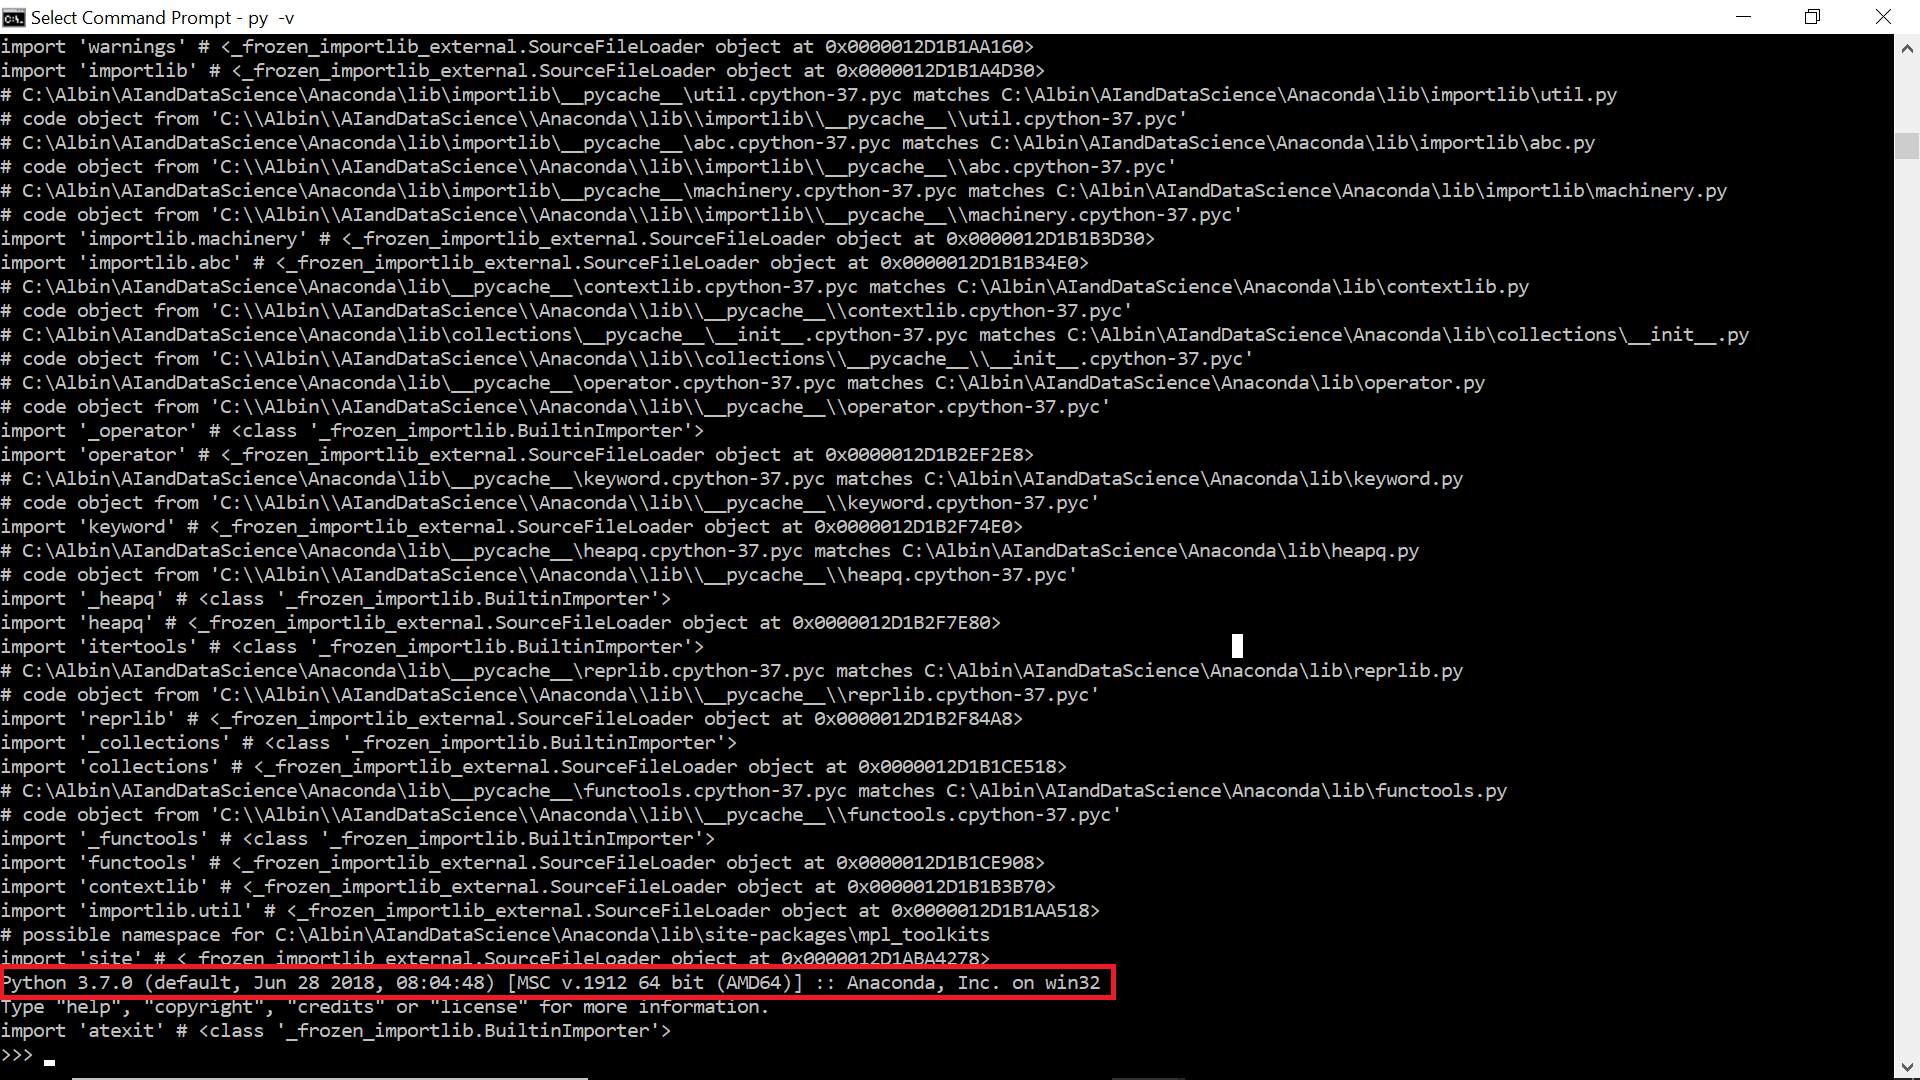 Select Command Prompt - py  -v
import 'warnings' # <_frozen_importlib_external.SourceFileLoader object at 0x0000012D1B1AA160>
import 'importlib' # <_frozen_importlib_external.SourceFileLoader object at 0x0000012D1B1A4D30>
# C:\Albin\AIandDataScience\Anaconda\lib\importlib\__pycache__\util.cpython-37.pyc matches C:\Albin\AIandDataScience\Anaconda\lib\importlib\util.py
# code object from 'C:\\Albin\\AIandDataScience\\Anaconda\\lib\\importlib\\__pycache__\\util.cpython-37.pyc'
# C:\Albin\AIandDataScience\Anaconda\lib\importlib\__pycache__\abc.cpython-37.pyc matches C:\Albin\AIandDataScience\Anaconda\lib\importlib\abc.py
# code object from 'C:\\Albin\\AIandDataScience\\Anaconda\\lib\\importlib\\__pycache__\\abc.cpython-37.pyc'
# C:\Albin\AIandDataScience\Anaconda\lib\importlib\__pycache__\machinery.cpython-37.pyc matches C:\Albin\AIandDataScience\Anaconda\lib\importlib\machinery.py
# code object from 'C:\\Albin\\AIandDataScience\\Anaconda\\lib\\importlib\\__pycache__\\machinery.cpython-37.pyc'
import 'importlib.machinery' # <_frozen_importlib_external.SourceFileLoader object at 0x0000012D1B1B3D30>
import 'importlib.abc' # <_frozen_importlib_external.SourceFileLoader object at 0x0000012D1B1B34E0>
# C:\Albin\AIandDataScience\Anaconda\lib\__pycache__\contextlib.cpython-37.pyc matches C:\Albin\AIandDataScience\Anaconda\lib\contextlib.py
# code object from 'C:\\Albin\\AIandDataScience\\Anaconda\\lib\\__pycache__\\contextlib.cpython-37.pyc'
# C:\Albin\AIandDataScience\Anaconda\lib\collections\__pycache__\__init__.cpython-37.pyc matches C:\Albin\AIandDataScience\Anaconda\lib\collections\__init__.py
# code object from 'C:\\Albin\\AIandDataScience\\Anaconda\\lib\\collections\\__pycache__\\__init__.cpython-37.pyc'
# C:\Albin\AIandDataScience\Anaconda\lib\__pycache__\operator.cpython-37.pyc matches C:\Albin\AIandDataScience\Anaconda\lib\operator.py
# code object from 'C:\\Albin\\AIandDataScience\\Anaconda\\lib\\__pycache__\\operator.cpython-37.pyc'
import '_operator' # <class '_frozen_importlib.BuiltinImporter'>
import 'operator' # <_frozen_importlib_external.SourceFileLoader object at 0x0000012D1B2EF2E8>
# C:\Albin\AIandDataScience\Anaconda\lib\__pycache__\keyword.cpython-37.pyc matches C:\Albin\AIandDataScience\Anaconda\lib\keyword.py
# code object from 'C:\\Albin\\AIandDataScience\\Anaconda\\lib\\__pycache__\\keyword.cpython-37.pyc'
import 'keyword' # <_frozen_importlib_external.SourceFileLoader object at 0x0000012D1B2F74E0>
# C:\Albin\AIandDataScience\Anaconda\lib\__pycache__\heapq.cpython-37.pyc matches C:\Albin\AIandDataScience\Anaconda\lib\heapq.py
# code object from 'C:\\Albin\\AIandDataScience\\Anaconda\\lib\\__pycache__\\heapq.cpython-37.pyc'
import '_heapq' # <class '_frozen_importlib.BuiltinImporter'>
import 'heapq' # <_frozen_importlib_external.SourceFileLoader object at 0x0000012D1B2F7E80>
import 'itertools' # <class '_frozen_importlib.BuiltinImporter'>
# C:\Albin\AIandDataScience\Anaconda\lib\__pycache__\reprlib.cpython-37.pyc matches C:\Albin\AIandDataScience\Anaconda\lib\reprlib.py
# code object from 'C:\\Albin\\AIandDataScience\\Anaconda\\lib\\__pycache__\\reprlib.cpython-37.pyc'
import 'reprlib' # <_frozen_importlib_external.SourceFileLoader object at 0x0000012D1B2F84A8>
import '_collections' # <class '_frozen_importlib.BuiltinImporter'>
import 'collections' # <_frozen_importlib_external.SourceFileLoader object at 0x0000012D1B1CE518>
# C:\Albin\AIandDataScience\Anaconda\lib\__pycache__\functools.cpython-37.pyc matches C:\Albin\AIandDataScience\Anaconda\lib\functools.py
# code object from 'C:\\Albin\\AIandDataScience\\Anaconda\\lib\\__pycache__\\functools.cpython-37.pyc'
import '_functools' # <class '_frozen_importlib.BuiltinImporter'>
import 'functools' # <_frozen_importlib_external.SourceFileLoader object at 0x0000012D1B1CE908>
import 'contextlib' # <_frozen_importlib_external.SourceFileLoader object at 0x0000012D1B1B3B70>
import 'importlib.util' # <_frozen_importlib_external.SourceFileLoader object at 0x0000012D1B1AA518>
# possible namespace for C:\Albin\AIandDataScience\Anaconda\lib\site-packages\mpl_toolkits
import 'site' # <_frozen_importlib_external.SourceFileLoader object at 0x0000012D1ABA4278>
Python 3.7.0 (default, Jun 28 2018, 08:04:48) [MSC v.1912 64 bit (AMD64)] :: Anaconda, Inc. on win32
Type "help", "copyright", "credits" or "license" for more information.
import 'atexit' # <class '_frozen_importlib.BuiltinImporter'>
>>>